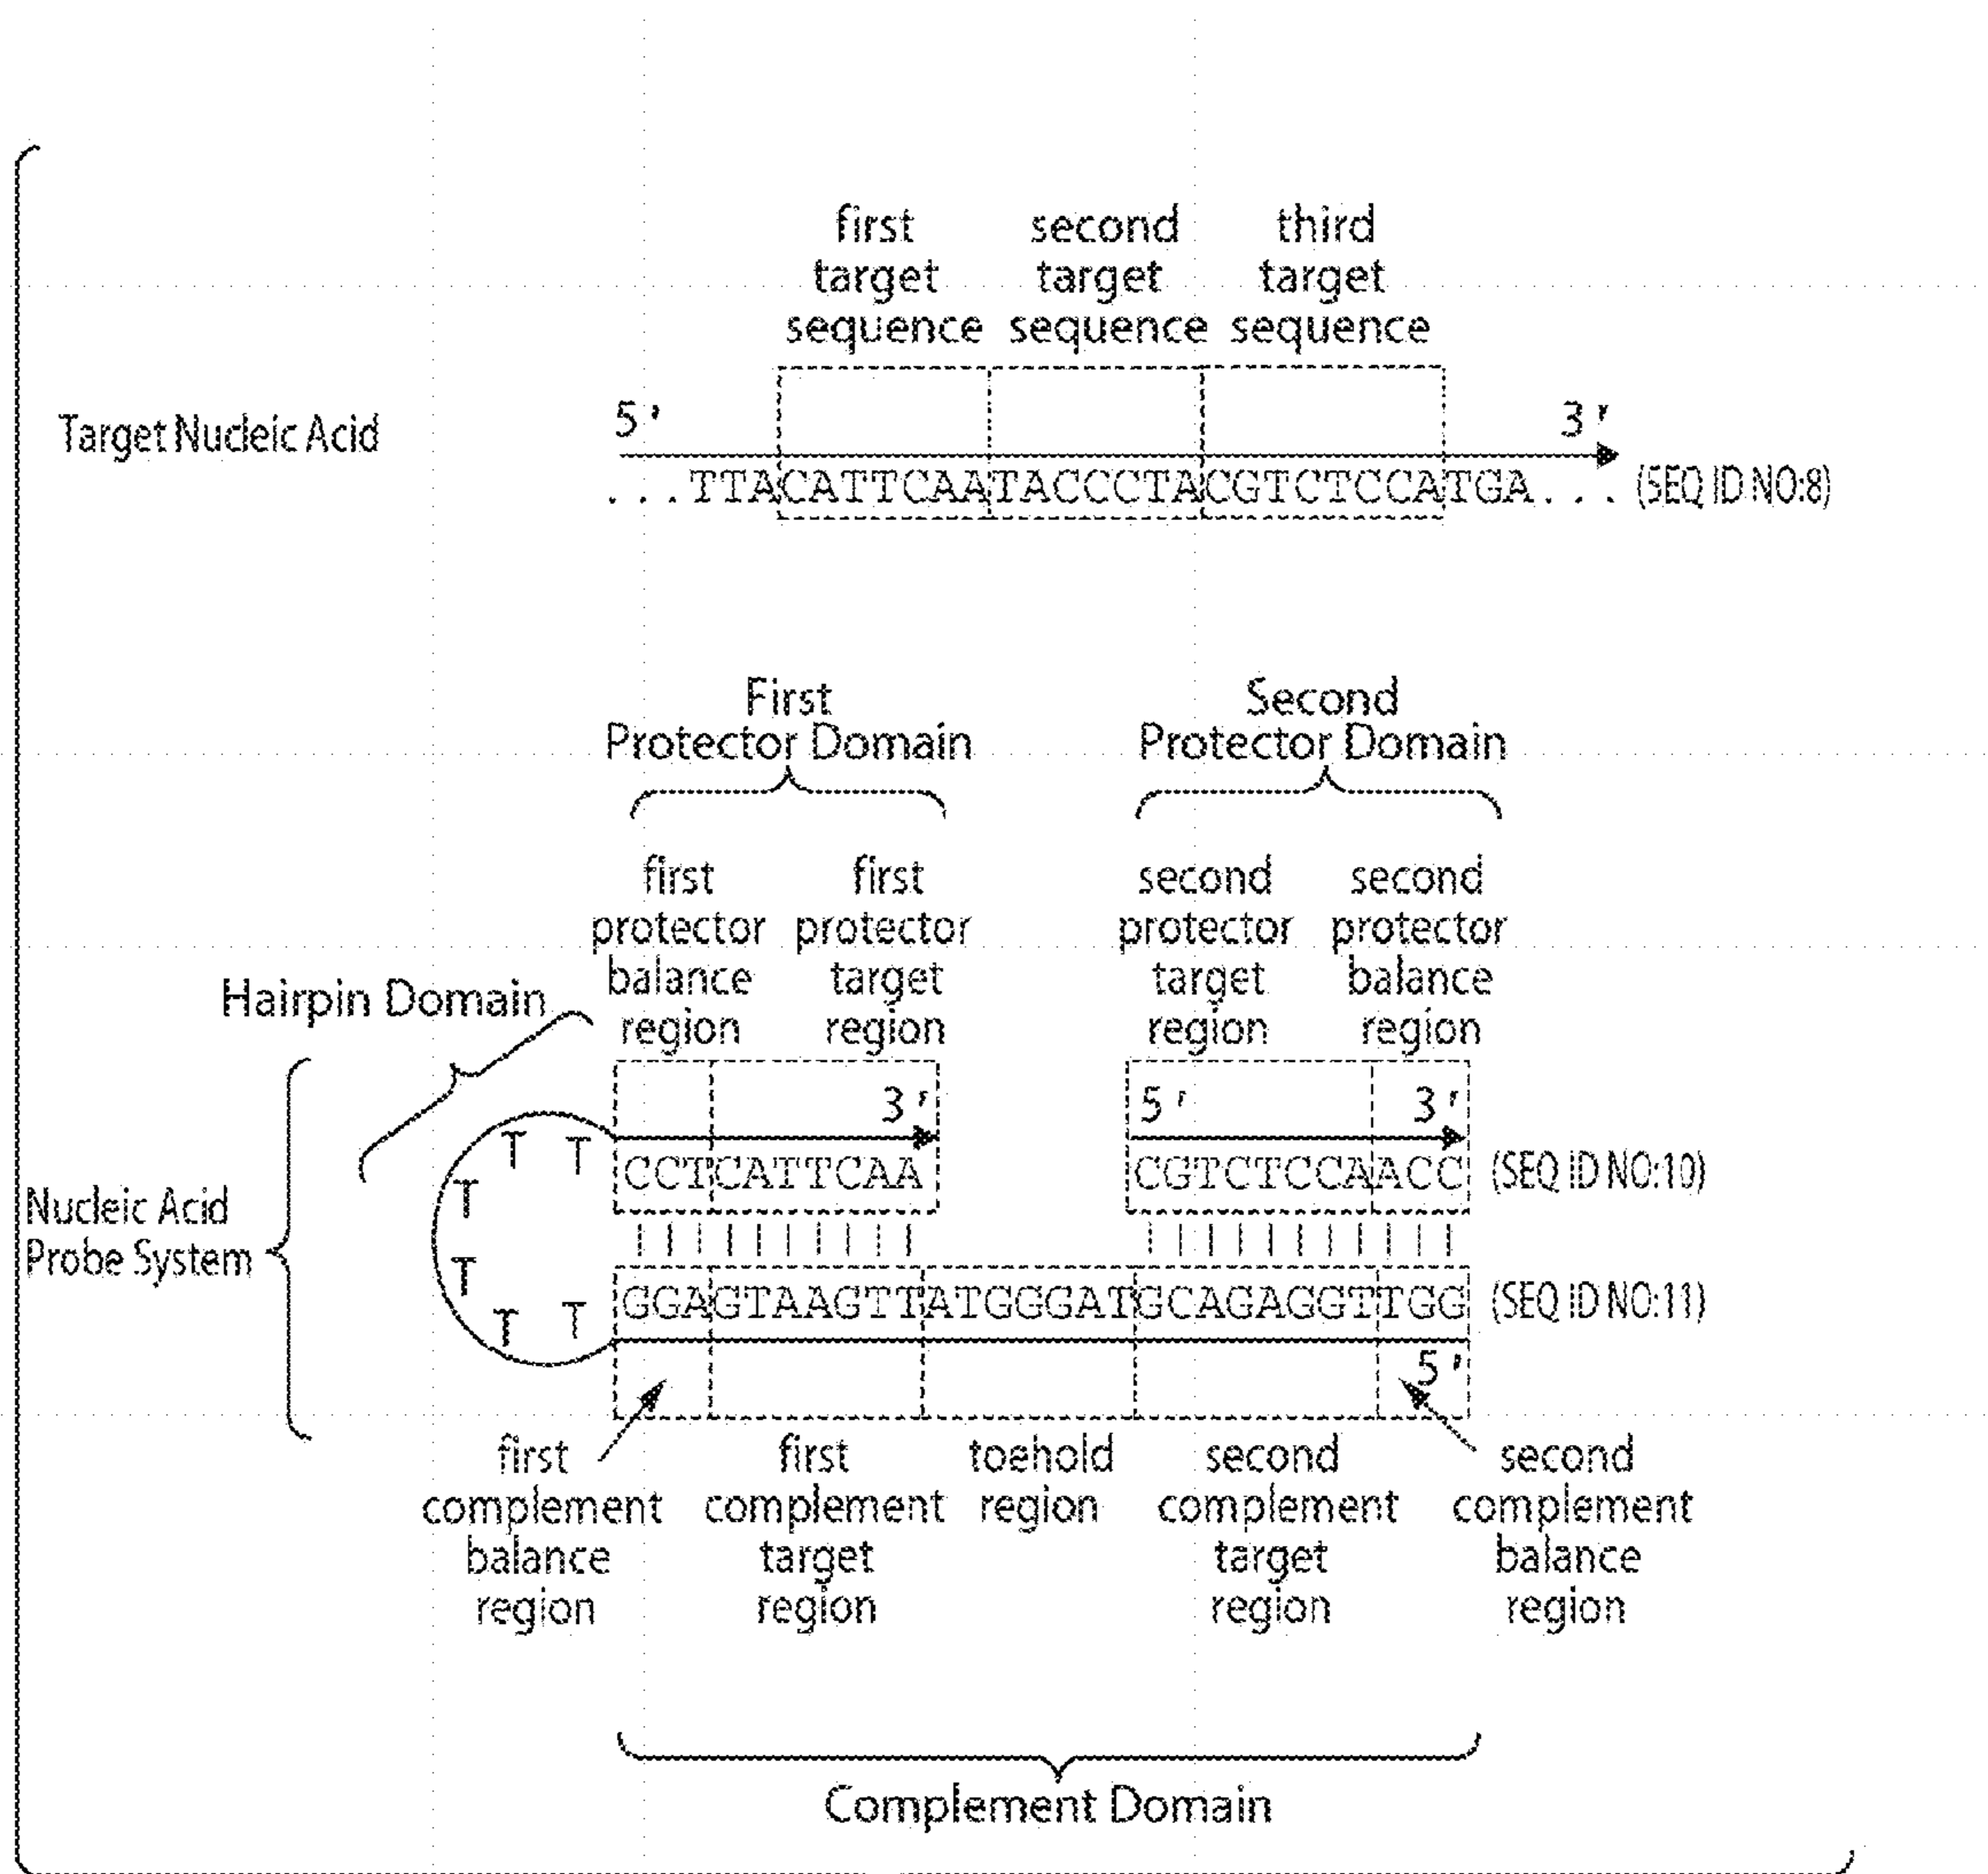 first second third
target target target
sequence sequence sequence
5' 3'
Target Nucleic Acid
...TTACATTCAATACCCTACGTCTCCATGA... (SEQ ID NO:8)
First Second
Protector Domain Protector Domain
first first second second
protector protector protector protector
balance target target balance
region region region region
Hairpin Domain
3' 5' 3'
T T
CCTCATTCAA CGTCTCCAACC (SEQ ID NO:10)
T
Nucleic Acid
Probe System
T
T T
GGAGTAAGTTATGGGATGCAGAGGTTGG (SEQ ID NO:11)
5'
first first toehold second second
complement complement region complement complement
balance target target balance
region region region region
Complement Domain